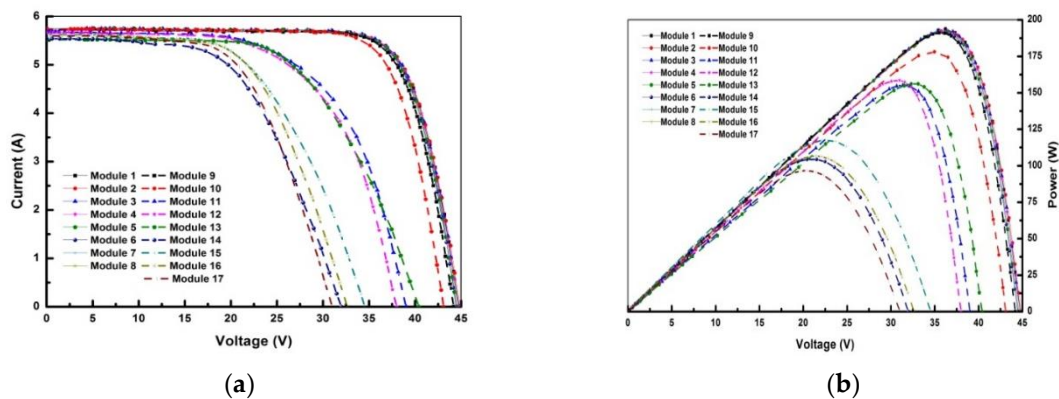 6
5
4
3
2
1
0
Current (A)
Module 1 Module 9
Module 2 Module 10
Module 3 Module 11
Module 4 Module 12
Module 5 Module 13
Module 6 Module 14
Module 7 Module 15
Module 8 Module 16
Module 17
0 5 10 15 20 25 30 35 40 45
Voltage (V)
(a)
Module 1 Module 9
Module 2 Module 10
Module 3 Module 11
Module 4 Module 12
Module 5 Module 13
Module 6 Module 14
Module 7 Module 15
Module 8 Module 16
Module 17
200
175
150
125
100
75
50
25
0
Power (W)
0 5 10 15 20 25 30 35 40 45
Voltage (V)
(b)